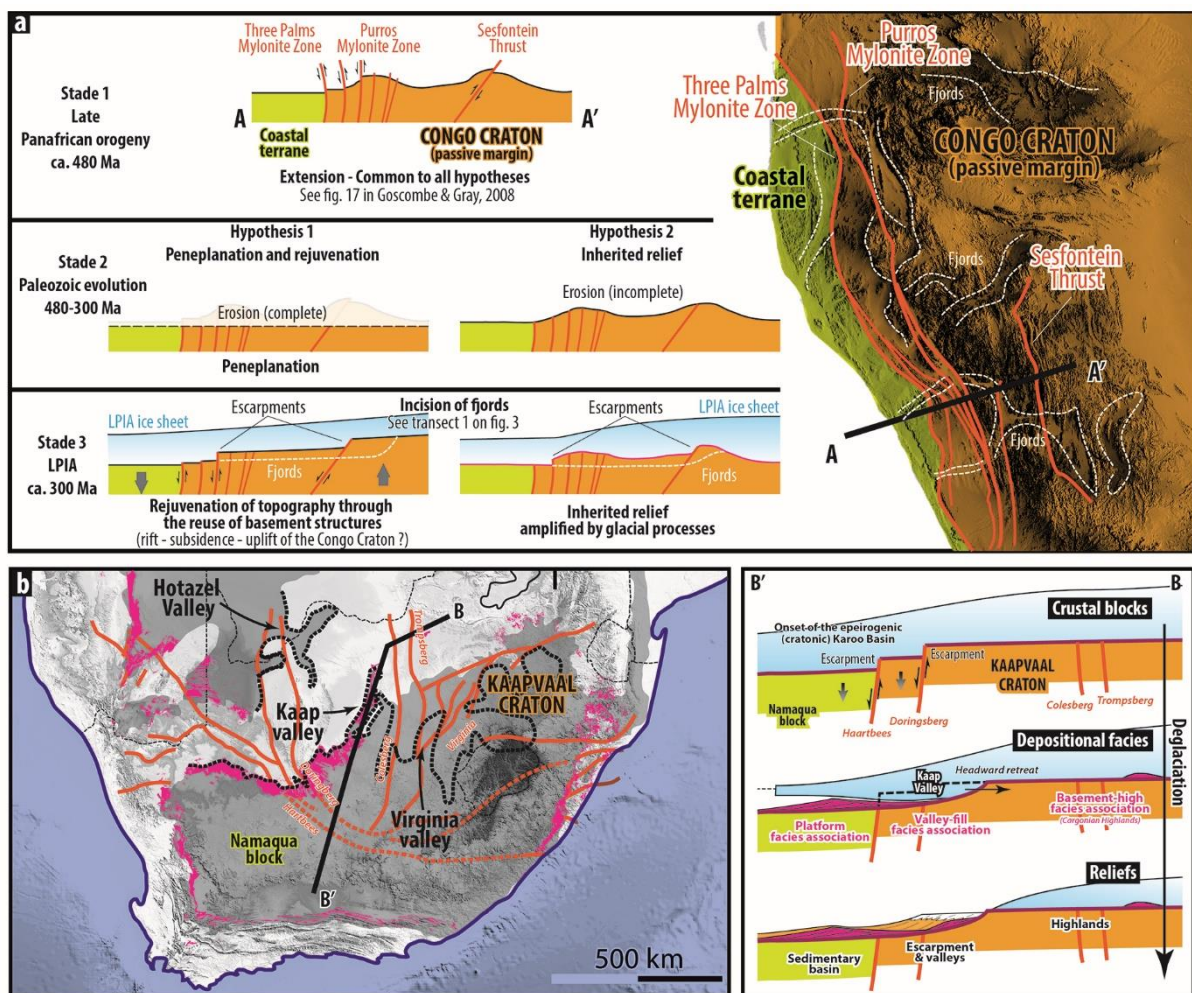 a
Three Palms
Mylonite Zone
Purros
Mylonite Zone
Sesfontein
Thrust
Stade 1
Late
Panafrican orogeny
ca. 480 Ma
A
A'
Coastal
terrane
CONGO CRATON
(passive margin)
Extension - Common to all hypotheses
See fig. 17 in Goscombe & Gray, 2008
Stade 2
Paleozoic evolution
480-300 Ma
Hypothesis 1
Peneplanation and rejuvenation
Erosion (complete)
Peneplanation
Hypothesis 2
Inherited relief
Erosion (incomplete)
Stade 3
LPIA
ca. 300 Ma
LPIA ice sheet
Escarpments
Incision of fjords
See transect 1 on fig. 3
Fjords
Rejuvenation of topography through
the reuse of basement structures
(rift - subsidence - uplift of the Congo Craton ?)
Escarpments
LPIA ice sheet
Fjords
Inherited relief
amplified by glacial processes
Purros
Mylonite Zone
Three Palms
Mylonite Zone
Fjords
CONGO CRATON
(passive margin)
Coastal
terrane
Fjords
Sesfontein
Thrust
A'
A
Fjords
b
Hotazel
Valley
B
Trompsberg
KAAPVAAL
CRATON
Kaap
valley
Colesberg
Virginia
Doringberg
Haartbees
Virginia
valley
Namaqua
block
B'
500 km
B'
B
Crustal blocks
Onset of the epeirogenic
(cratonic) Karoo Basin
Escarpment
Escarpment
KAAPVAAL
CRATON
Namaqua
block
Haartbees
Doringsberg
Colesberg
Trompsberg
Depositional facies
Kaap
Valley
Headward retreat
Platform
facies association
Valley-fill
facies association
Basement-high
facies association
(Cargonian Highlands)
Reliefs
Highlands
Sedimentary
basin
Escarpment
& valleys
Deglaciation